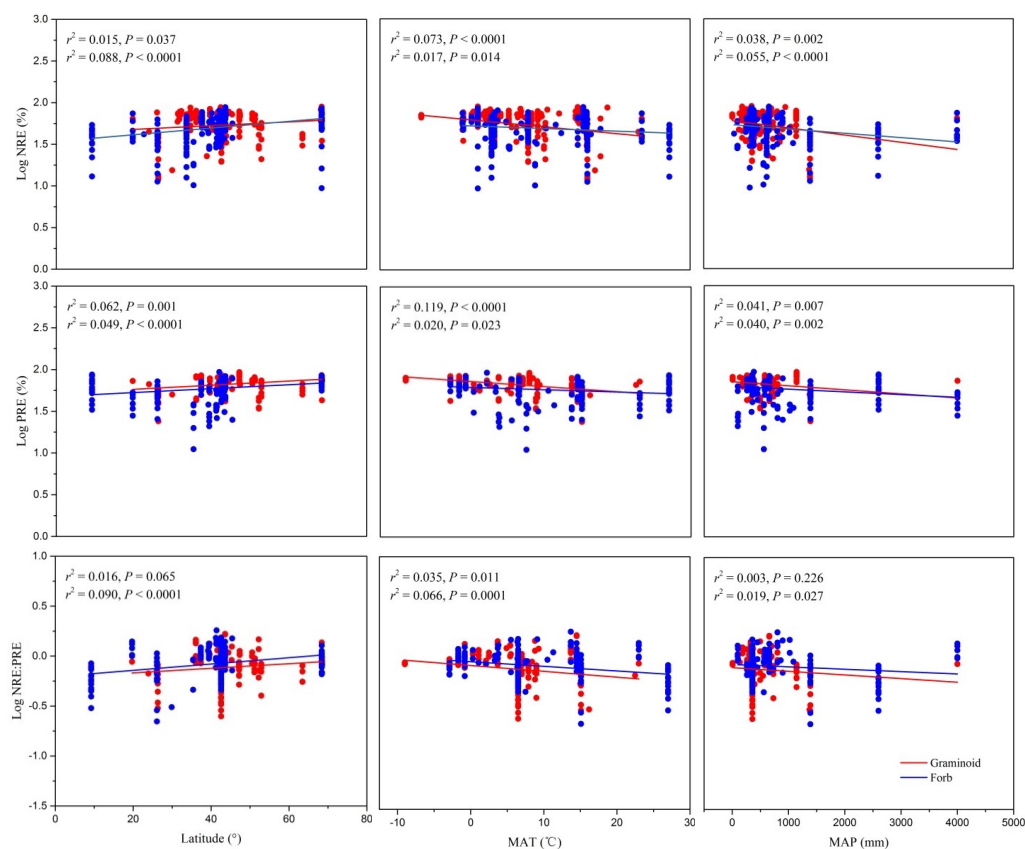 3.0
2.5
2.0
1.5
1.0
0.5
0.0
Log NRE (%)
r² = 0.015, P = 0.037
r² = 0.088, P < 0.0001
r² = 0.073, P < 0.0001
r² = 0.017, P = 0.014
r² = 0.038, P = 0.002
r² = 0.055, P < 0.0001
3.0
2.5
2.0
1.5
1.0
0.5
0.0
Log PRE (%)
r² = 0.062, P = 0.001
r² = 0.049, P < 0.0001
r² = 0.119, P < 0.0001
r² = 0.020, P = 0.023
r² = 0.041, P = 0.007
r² = 0.040, P = 0.002
1.0
0.5
0.0
-0.5
-1.0
-1.5
Log NRE:PRE
r² = 0.016, P = 0.065
r² = 0.090, P < 0.0001
r² = 0.035, P = 0.011
r² = 0.066, P = 0.0001
r² = 0.003, P = 0.226
r² = 0.019, P = 0.027
Graminoid
Forb
0 20 40 60 80
Latitude (°)
-10 0 10 20 30
MAT (℃)
0 1000 2000 3000 4000 5000
MAP (mm)